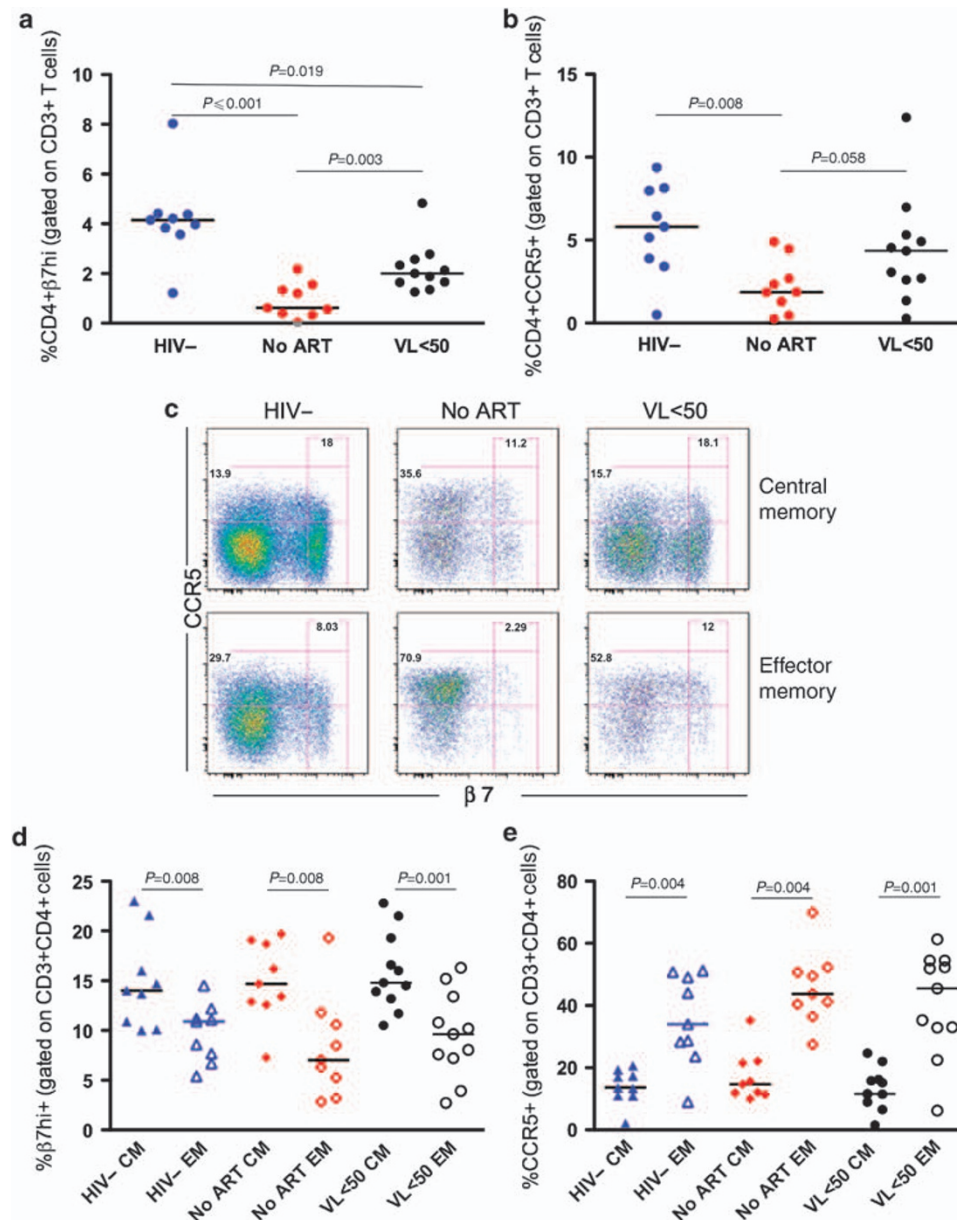 a
%CD4+β7hi (gated on CD3+ T cells)
10
8
6
4
2
0
P=0.019
P⩽0.001
P=0.003
HIV–
No ART
VL<50
b
%CD4+CCR5+ (gated on CD3+ T cells)
15
10
5
0
P=0.008
P=0.058
HIV–
No ART
VL<50
c
HIV–
No ART
VL<50
18
13.9
11.2
35.6
18.1
15.7
Central
memory
CCR5
8.03
29.7
2.29
70.9
12
52.8
Effector
memory
β 7
d
%β7hi+ (gated on CD3+CD4+ cells)
25
20
15
10
5
0
P=0.008
P=0.008
P=0.001
HIV– CM
HIV– EM
No ART CM
No ART EM
VL<50 CM
VL<50 EM
e
%CCR5+ (gated on CD3+CD4+ cells)
80
60
40
20
0
P=0.004
P=0.004
P=0.001
HIV– CM
HIV– EM
No ART CM
No ART EM
VL<50 CM
VL<50 EM